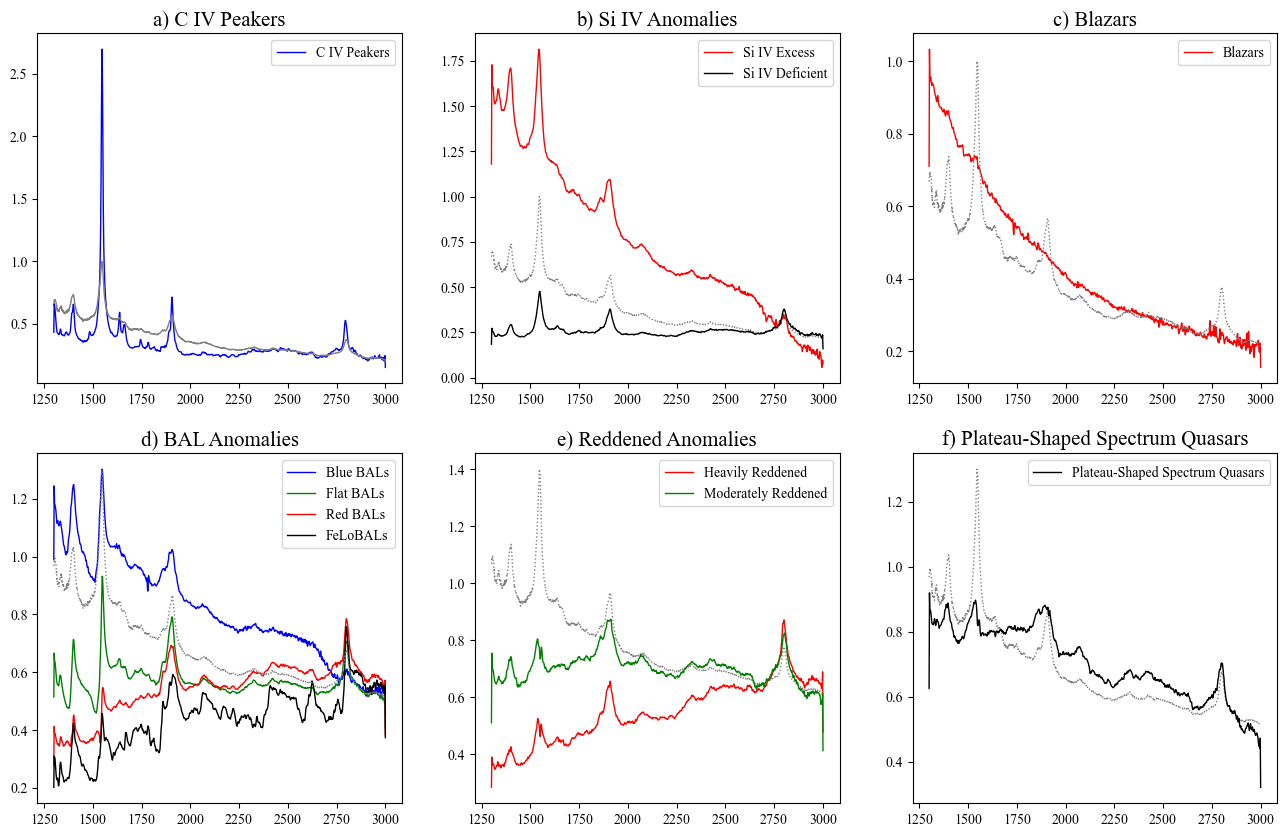 a) C IV Peakers
C IV Peakers
2.5
2.0
1.5
1.0
0.5
1250 1500 1750 2000 2250 2500 2750 3000
b) Si IV Anomalies
Si IV Excess
Si IV Deficient
1.75
1.50
1.25
1.00
0.75
0.50
0.25
0.00
1250 1500 1750 2000 2250 2500 2750 3000
c) Blazars
Blazars
1.0
0.8
0.6
0.4
0.2
1250 1500 1750 2000 2250 2500 2750 3000
d) BAL Anomalies
Blue BALs
Flat BALs
Red BALs
FeLoBALs
1.2
1.0
0.8
0.6
0.4
0.2
1250 1500 1750 2000 2250 2500 2750 3000
e) Reddened Anomalies
Heavily Reddened
Moderately Reddened
1.4
1.2
1.0
0.8
0.6
0.4
1250 1500 1750 2000 2250 2500 2750 3000
f) Plateau-Shaped Spectrum Quasars
Plateau-Shaped Spectrum Quasars
1.2
1.0
0.8
0.6
0.4
1250 1500 1750 2000 2250 2500 2750 3000